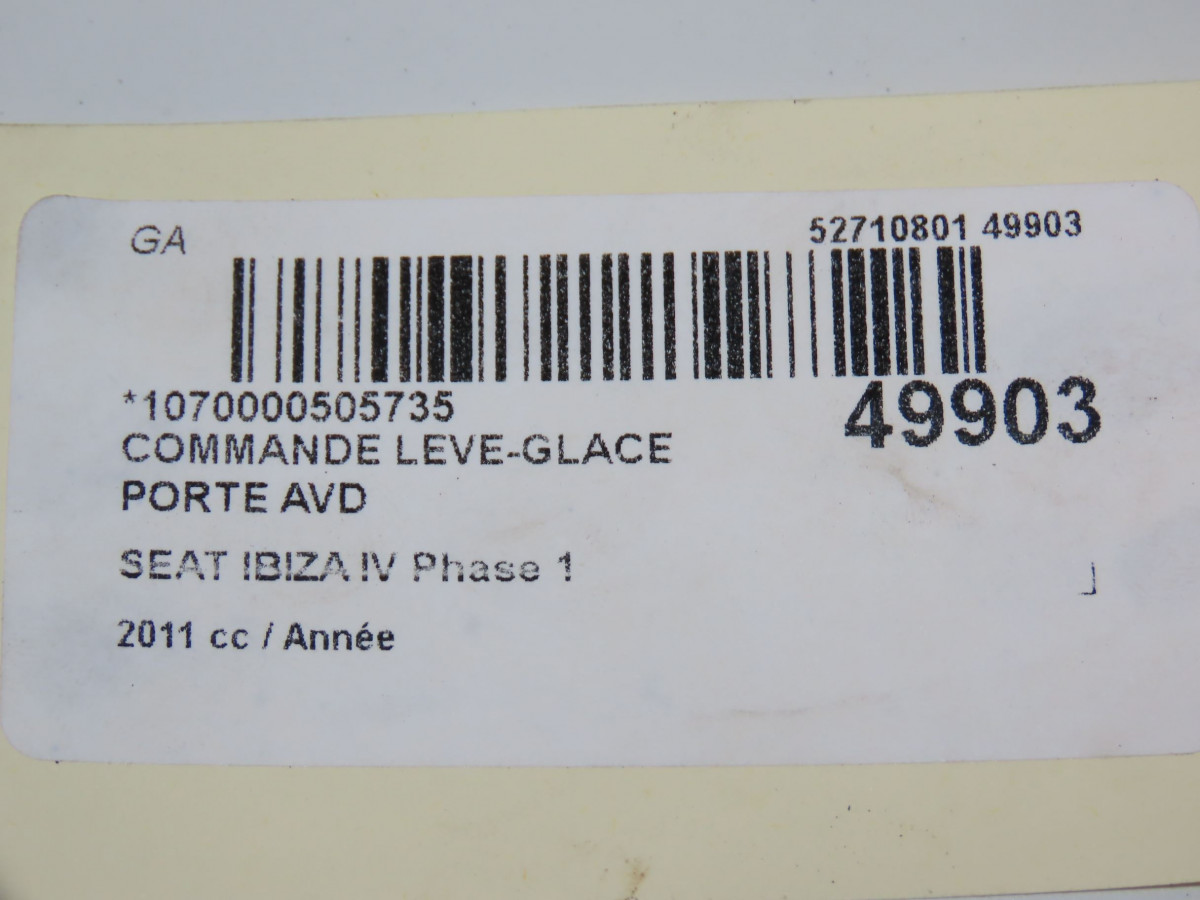 GA
52710801 49903
*1070000505735
49903
COMMANDE LEVE-GLACE
PORTE AVD
SEAT IBIZA IV Phase 1
2011 cc / Année